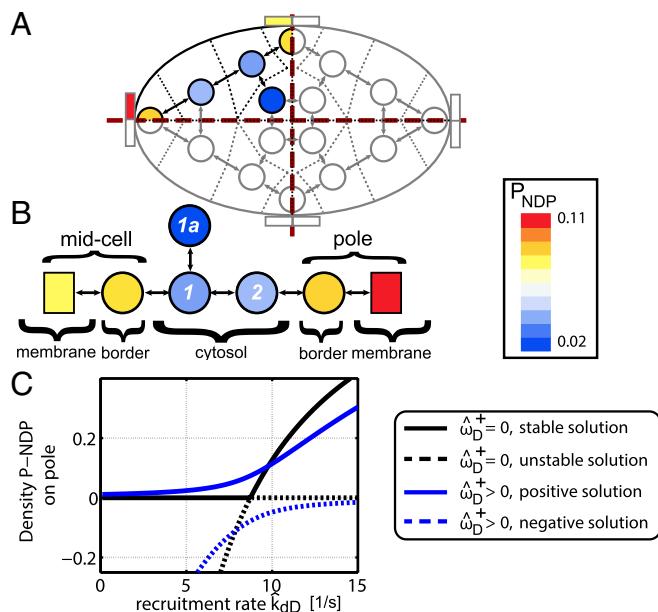 A
B
mid-cell
1a
pole
1
2
membrane
border
cytosol
border
membrane
P_NDP
0.11
0.02
C
Density P−NDP
on pole
0.2
0
−0.2
0
5
10
15
recruitment rate k̂_dD [1/s]
ω̂_D^+ = 0, stable solution
ω̂_D^+ = 0, unstable solution
ω̂_D^+ > 0, positive solution
ω̂_D^+ > 0, negative solution